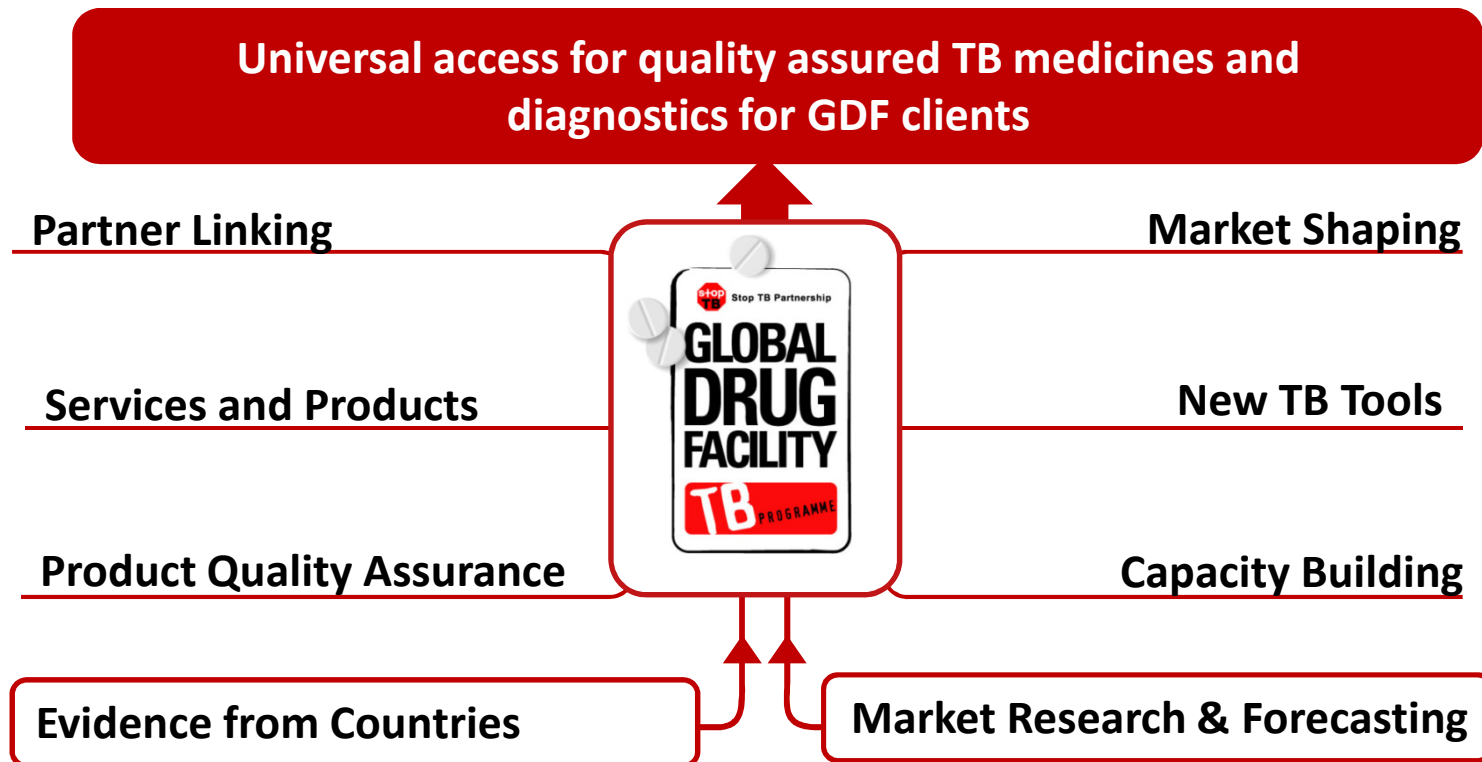 Universal access for quality assured TB medicines and
diagnostics for GDF clients
Partner Linking
Market Shaping
stop
TB
Stop TB Partnership
GLOBAL
DRUG
FACILITY
TB PROGRAMME
Services and Products
New TB Tools
Product Quality Assurance
Capacity Building
Evidence from Countries
Market Research & Forecasting